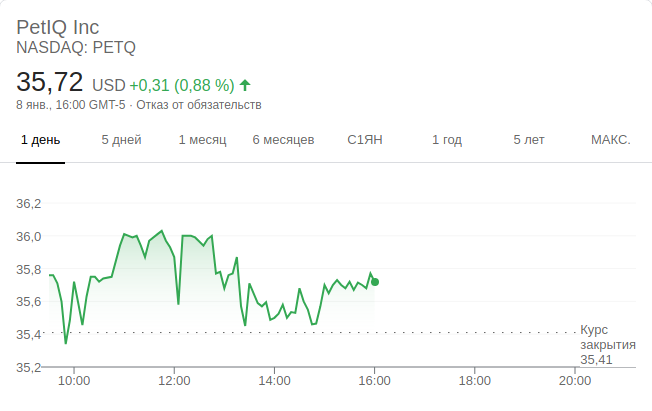 PetIQ Inc
NASDAQ: PETQ
35,72 USD +0,31 (0,88 %)
8 янв., 16:00 GMT-5 · Отказ от обязательств
1 день 5 дней 1 месяц 6 месяцев С1ЯН 1 год 5 лет МАКС.
36,2
36,0
35,8
35,6
35,4
35,2
Курс
закрытия
35,41
10:00 12:00 14:00 16:00 18:00 20:00